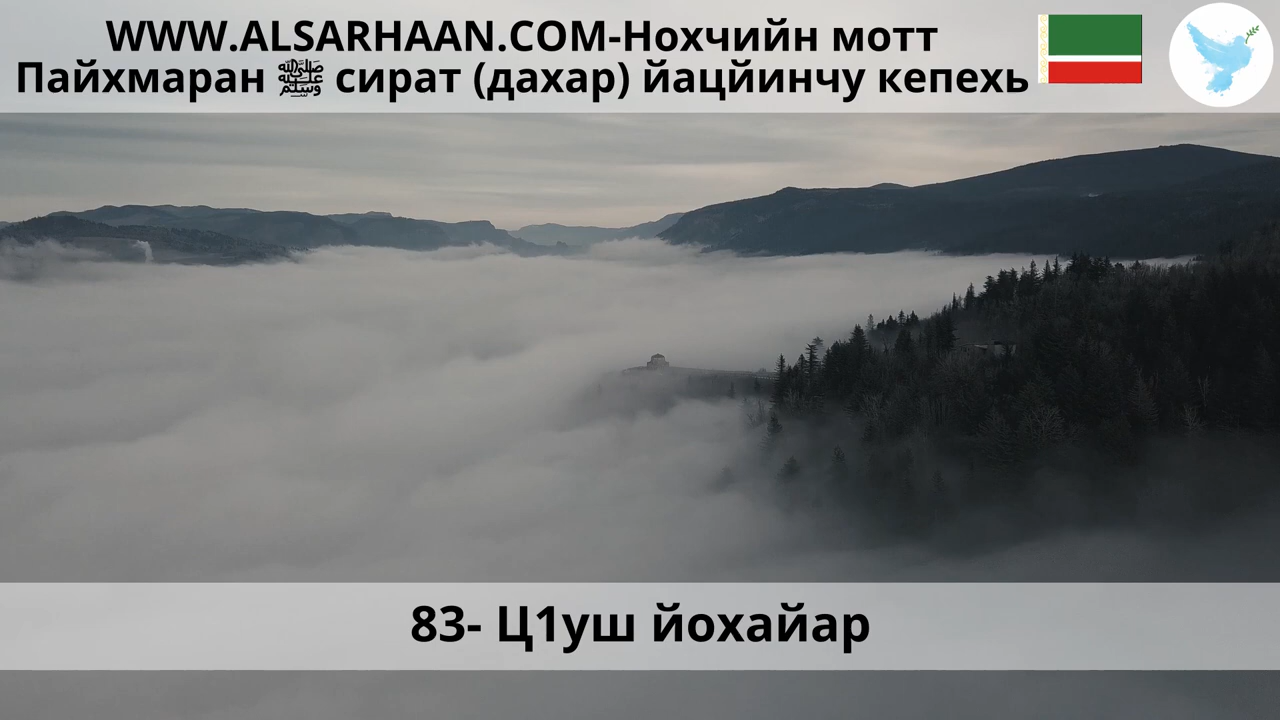 WWW.ALSARHAAN.COM-Нохчийн мотт
Пайхмаран ﷺ сират (дахар) йацйинчу кепехь
83- Ц1уш йохайар